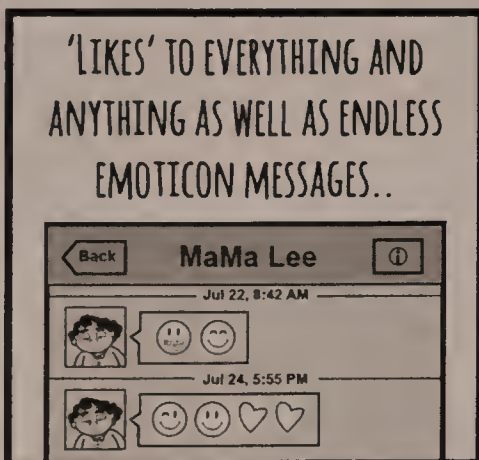 'LIKES' TO EVERYTHING AND
ANYTHING AS WELL AS ENDLESS
EMOTICON MESSAGES..
Back MaMa Lee i
Jul 22, 8:42 AM
Jul 24, 5:55 PM